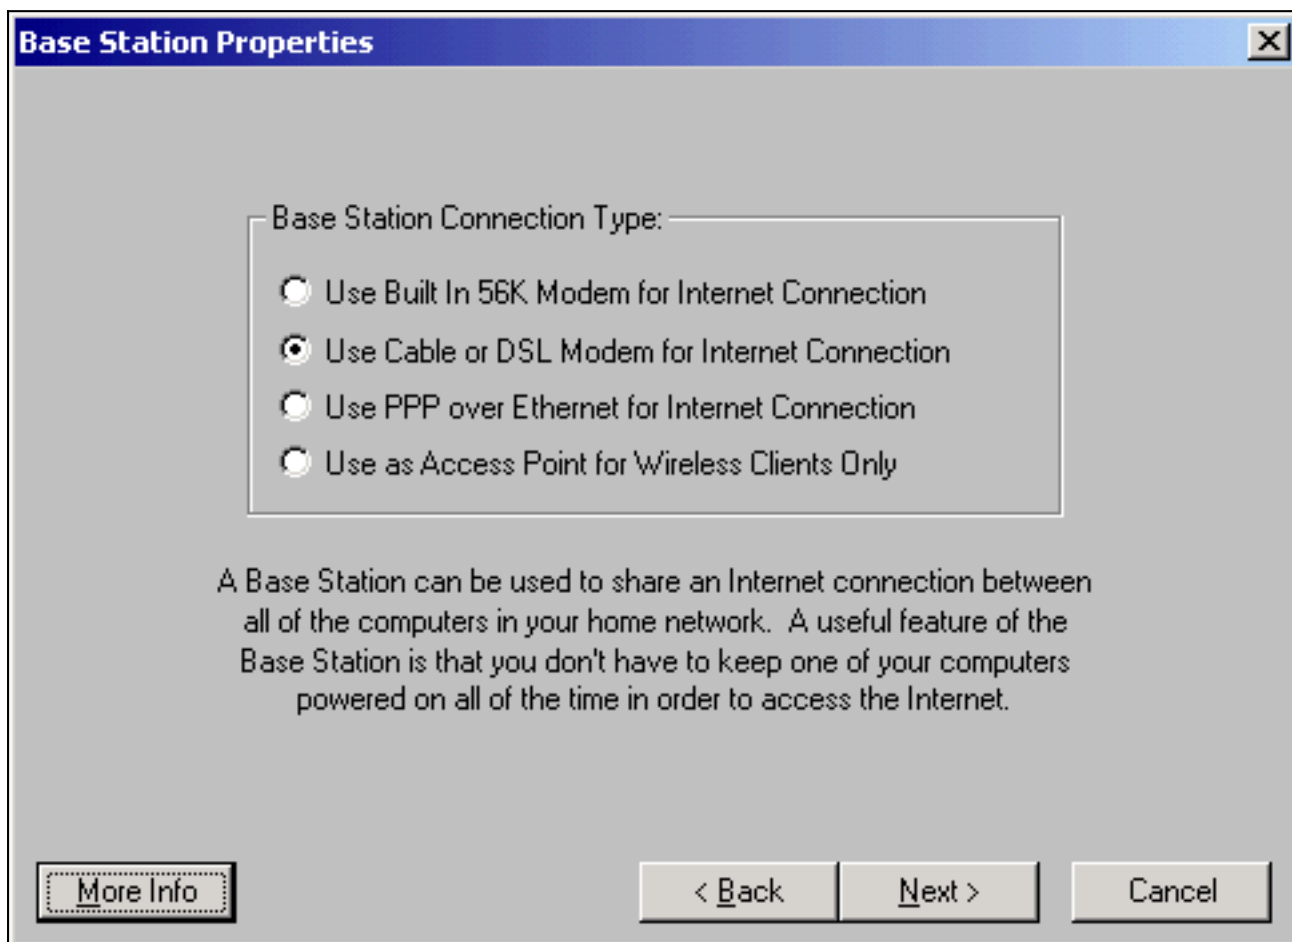 Base Station Properties
Base Station Connection Type:
Use Built In 56K Modem for Internet Connection
Use Cable or DSL Modem for Internet Connection
Use PPP over Ethernet for Internet Connection
Use as Access Point for Wireless Clients Only
A Base Station can be used to share an Internet connection between
all of the computers in your home network.  A useful feature of the
Base Station is that you don't have to keep one of your computers
powered on all of the time in order to access the Internet.
More Info
< Back
Next >
Cancel